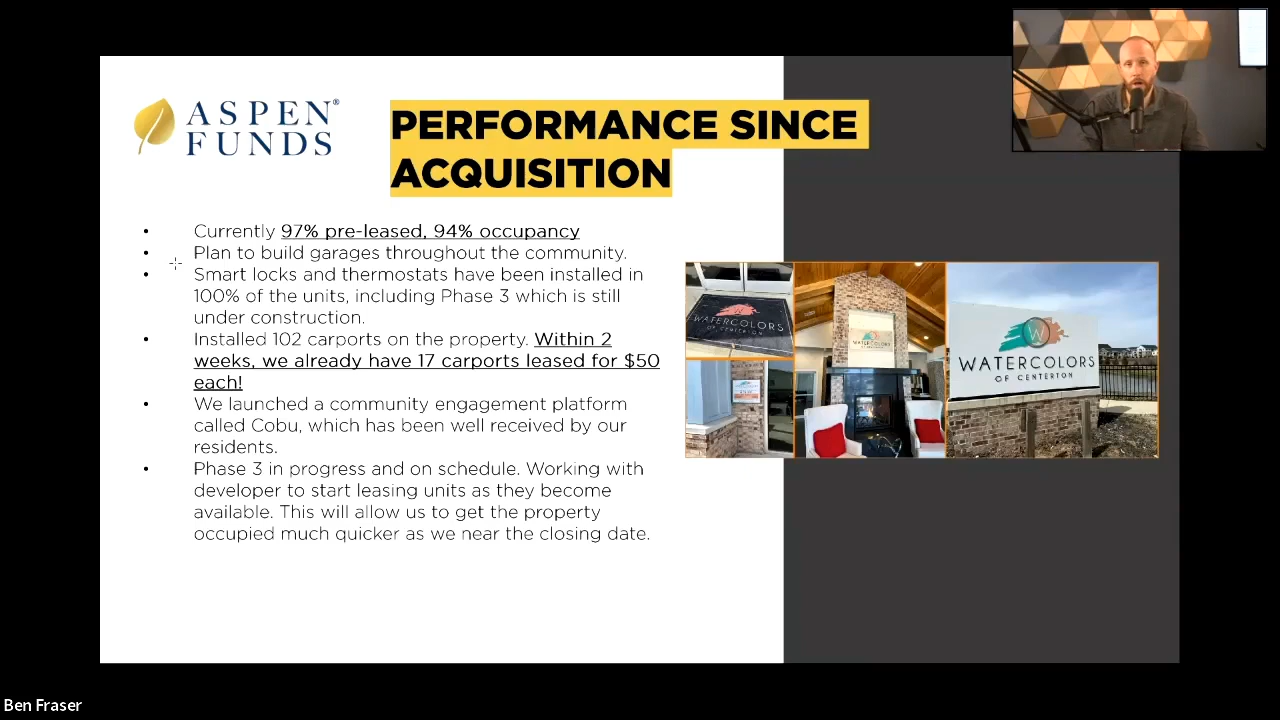 ASPEN®
FUNDS
PERFORMANCE SINCE
ACQUISITION
• Currently 97% pre-leased, 94% occupancy
• Plan to build garages throughout the community.
• Smart locks and thermostats have been installed in
100% of the units, including Phase 3 which is still
under construction.
• Installed 102 carports on the property. Within 2
weeks, we already have 17 carports leased for $50
each!
• We launched a community engagement platform
called Cobu, which has been well received by our
residents.
• Phase 3 in progress and on schedule. Working with
developer to start leasing units as they become
available. This will allow us to get the property
occupied much quicker as we near the closing date.
WATERCOLORS
OF CENTERTON
WATERCOLORS
W
WATERCOLORS
OF CENTERTON
Ben Fraser